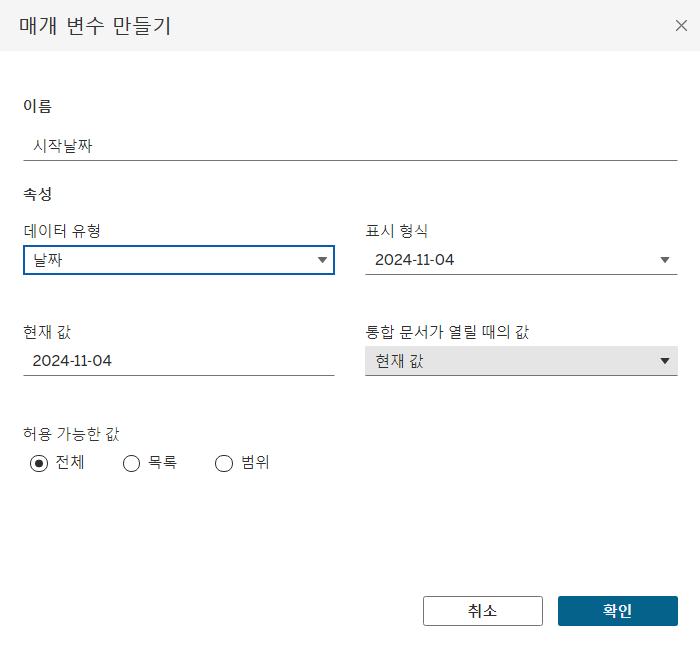 매개 변수 만들기
이름
시작날짜
속성
데이터 유형
표시 형식
날짜
2024-11-04
현재 값
통합 문서가 열릴 때의 값
2024-11-04
현재 값
허용 가능한 값
전체 목록 범위
취소 확인